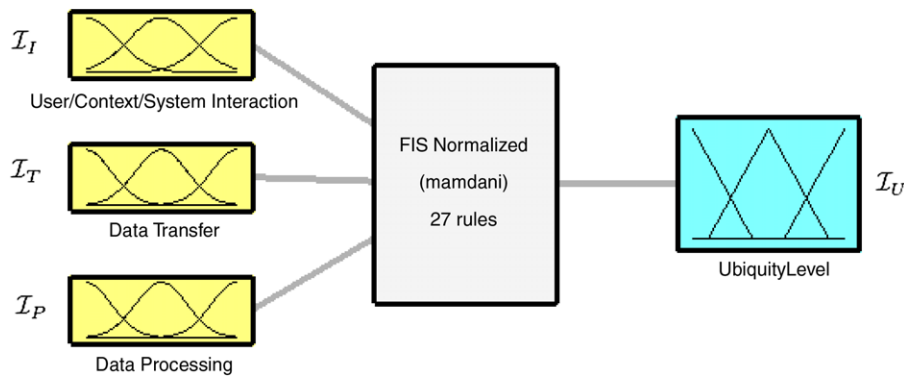 𝓘_I
User/Context/System Interaction
𝓘_T
Data Transfer
𝓘_P
Data Processing
FIS Normalized
(mamdani)
27 rules
𝓘_U
UbiquityLevel